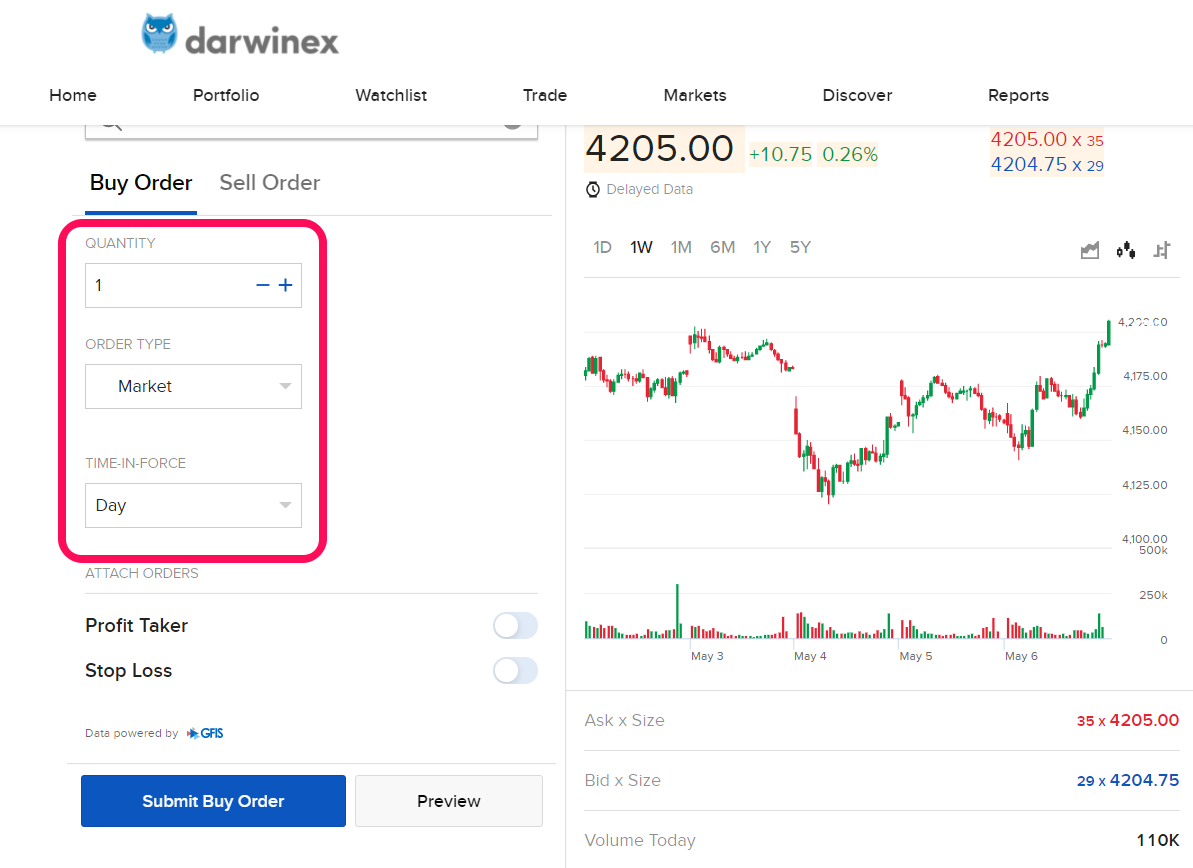 darwinex
Home Portfolio Watchlist Trade Markets Discover Reports
Buy Order Sell Order
QUANTITY
1
ORDER TYPE
Market
TIME-IN-FORCE
Day
ATTACH ORDERS
Profit Taker
Stop Loss
Data powered by GFIS
Submit Buy Order Preview
4205.00 +10.75 0.26%
4205.00 x 35
4204.75 x 29
Delayed Data
1D 1W 1M 6M 1Y 5Y
4,175.00
4,150.00
4,125.00
4,100.00
500k
250k
0
May 3 May 4 May 5 May 6
Ask x Size 35 x 4205.00
Bid x Size 29 x 4204.75
Volume Today 110K